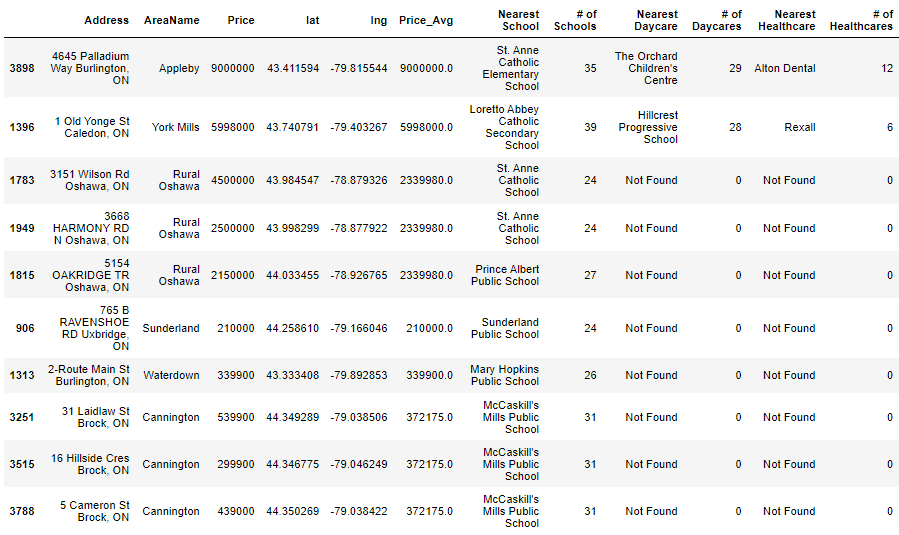 Address AreaName Price lat lng Price_Avg Nearest School # of Schools Nearest Daycare # of Daycares Nearest Healthcare # of Healthcares
3898 4645 Palladium Way Burlington, ON Appleby 9000000 43.411594 -79.815544 9000000.0 St. Anne Catholic Elementary School 35 The Orchard Children's Centre 29 Alton Dental 12
1396 1 Old Yonge St Caledon, ON York Mills 5998000 43.740791 -79.403267 5998000.0 Loretto Abbey Catholic Secondary School 39 Hillcrest Progressive School 28 Rexall 6
1783 3151 Wilson Rd Oshawa, ON Rural Oshawa 4500000 43.984547 -78.879326 2339980.0 St. Anne Catholic School 24 Not Found 0 Not Found 0
1949 3668 HARMONY RD N Oshawa, ON Rural Oshawa 2500000 43.998299 -78.877922 2339980.0 St. Anne Catholic School 24 Not Found 0 Not Found 0
1815 5154 OAKRIDGE TR Oshawa, ON Rural Oshawa 2150000 44.033455 -78.926765 2339980.0 Prince Albert Public School 27 Not Found 0 Not Found 0
906 765 B RAVENSHOE RD Uxbridge, ON Sunderland 210000 44.258610 -79.166046 210000.0 Sunderland Public School 24 Not Found 0 Not Found 0
1313 2-Route Main St Burlington, ON Waterdown 339900 43.333408 -79.892853 339900.0 Mary Hopkins Public School 26 Not Found 0 Not Found 0
3251 31 Laidlaw St Brock, ON Cannington 539900 44.349289 -79.038506 372175.0 McCaskill's Mills Public School 31 Not Found 0 Not Found 0
3515 16 Hillside Cres Brock, ON Cannington 299900 44.346775 -79.046249 372175.0 McCaskill's Mills Public School 31 Not Found 0 Not Found 0
3788 5 Cameron St Brock, ON Cannington 439000 44.350269 -79.038422 372175.0 McCaskill's Mills Public School 31 Not Found 0 Not Found 0